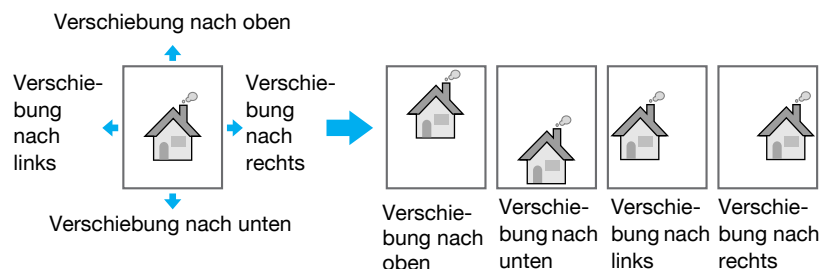 Verschiebung nach oben
Verschie-
bung
nach
links
Verschie-
bung
nach
rechts
Verschiebung nach unten
Verschie-
bung nach
oben
Verschie-
bung nach
unten
Verschie-
bung nach
links
Verschie-
bung nach
rechts